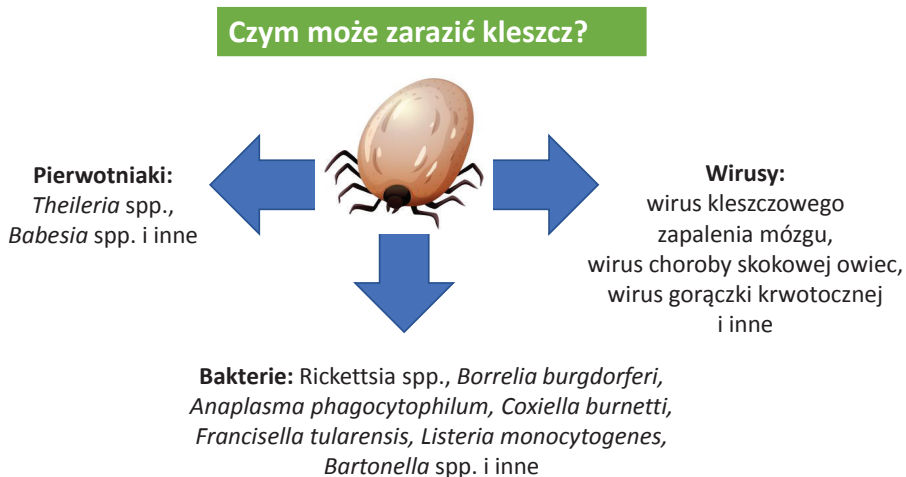 Czym może zarazić kleszcz?
Pierwotniaki:
Theileria spp.,
Babesia spp. i inne
Wirusy:
wirus kleszczowego
zapalenia mózgu,
wirus choroby skokowej owiec,
wirus gorączki krwotocznej
i inne
Bakterie: Rickettsia spp., Borrelia burgdorferi,
Anaplasma phagocytophilum, Coxiella burnetti,
Francisella tularensis, Listeria monocytogenes,
Bartonella spp. i inne